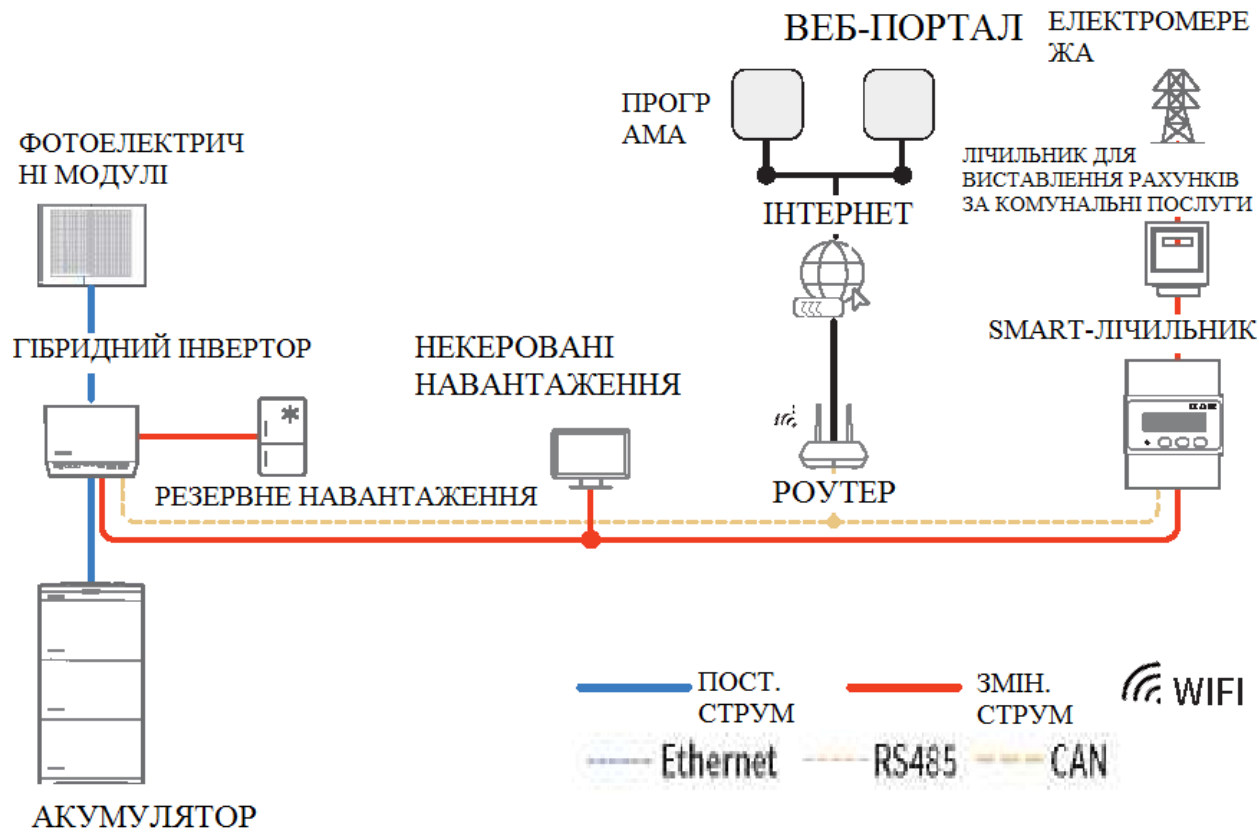 ВЕБ-ПОРТАЛ
ЕЛЕКТРОМЕРЕ
ЖА
ПРОГР
АМА
ФОТОЕЛЕКТРИЧ
НІ МОДУЛІ
ЛІЧИЛЬНИК ДЛЯ
ВИСТАВЛЕННЯ РАХУНКІВ
ЗА КОМУНАЛЬНІ ПОСЛУГИ
ІНТЕРНЕТ
SMART-ЛІЧИЛЬНИК
ГІБРИДНИЙ ІНВЕРТОР
НЕКЕРОВАНІ
НАВАНТАЖЕННЯ
РЕЗЕРВНЕ НАВАНТАЖЕННЯ
РОУТЕР
ПОСТ.
СТРУМ
ЗМІН.
СТРУМ
WIFI
Ethernet
RS485
CAN
АКУМУЛЯТОР